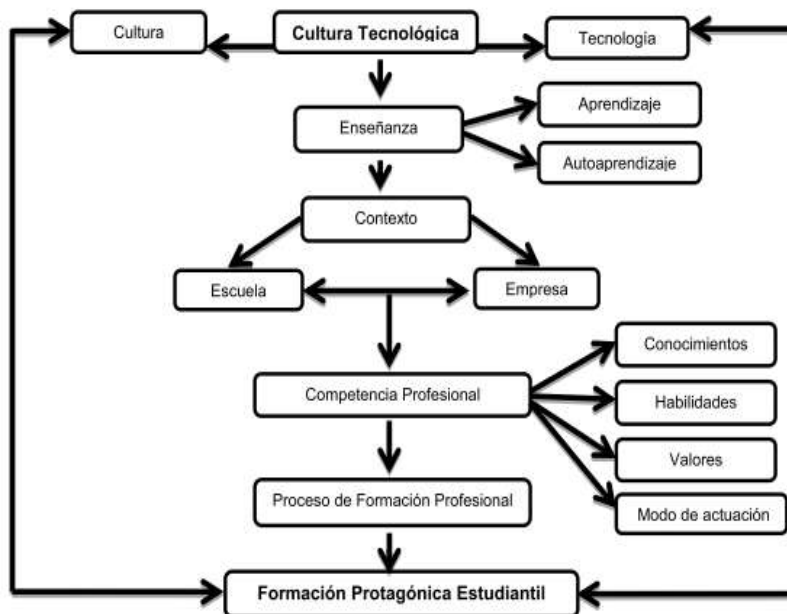 Cultura
Cultura Tecnológica
Tecnología
Enseñanza
Aprendizaje
Autoaprendizaje
Contexto
Escuela
Empresa
Conocimientos
Competencia Profesional
Habilidades
Valores
Modo de actuación
Proceso de Formación Profesional
Formación Protagónica Estudiantil